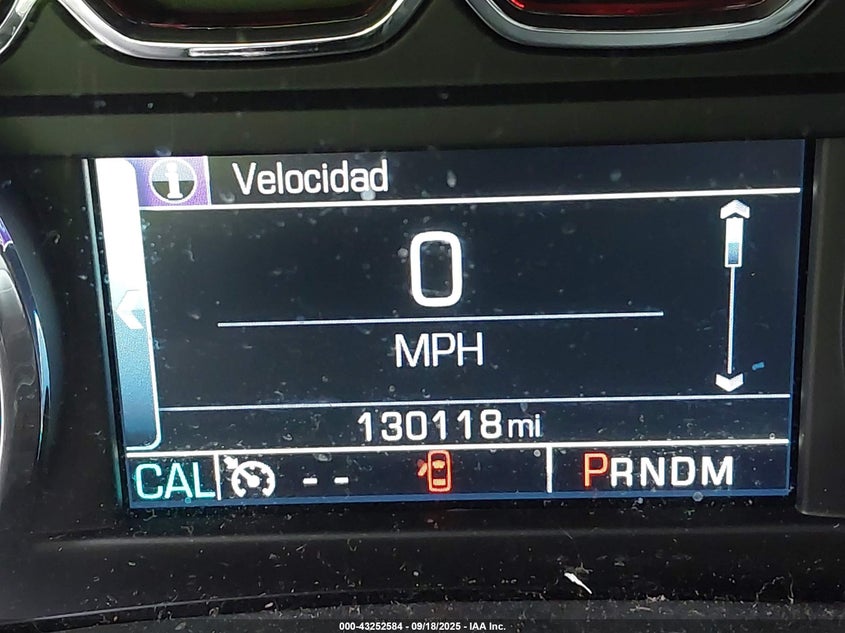 Velocidad
0
MPH
130118mi
CAL -- PRNDM
000-43252584 - 09/18/2025 - IAA Inc.